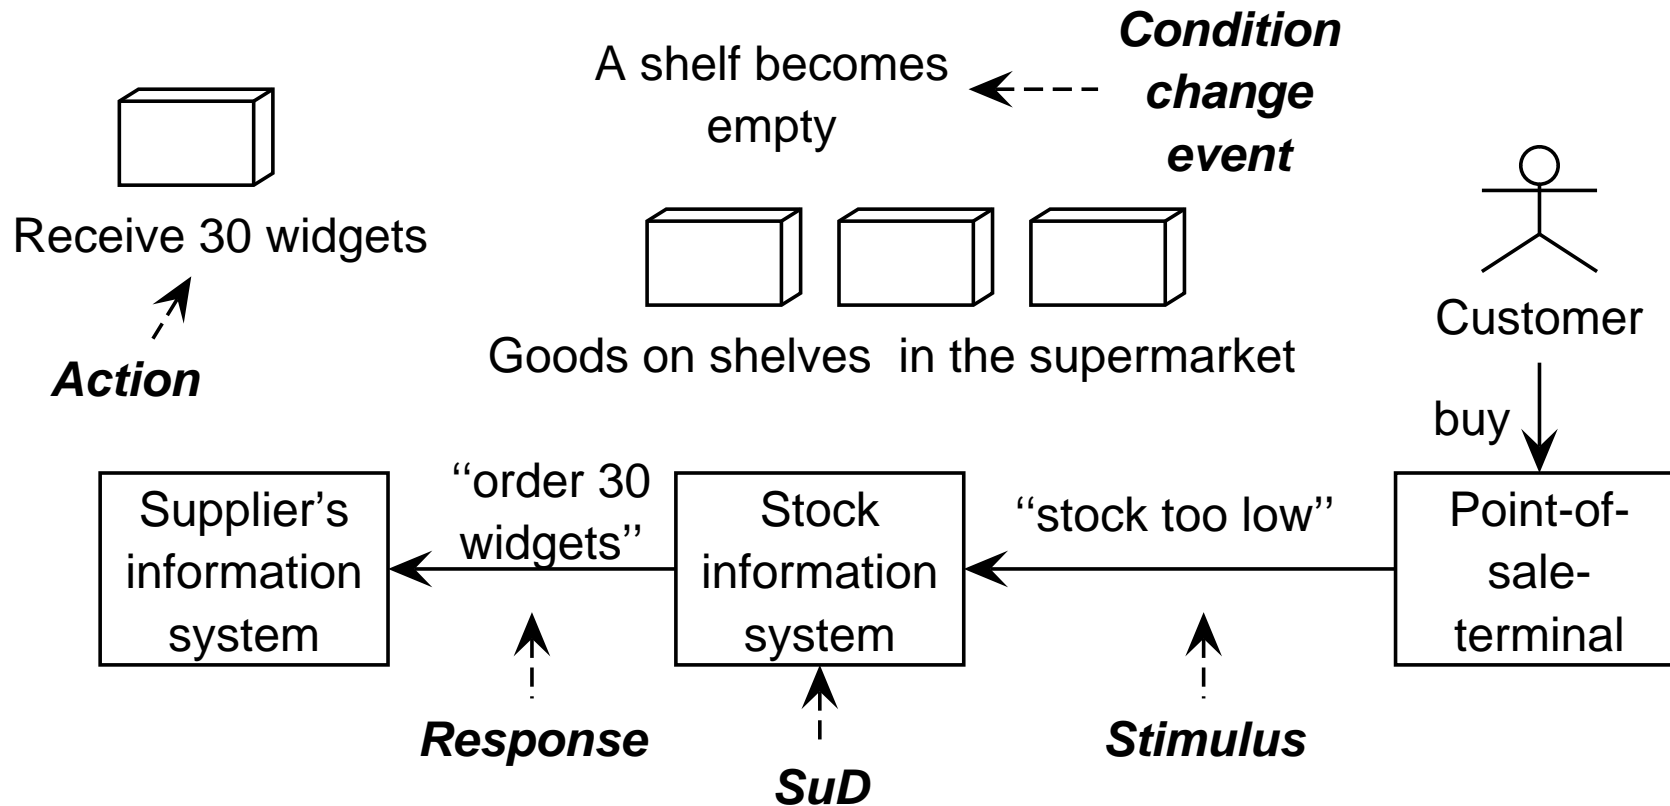 Condition
change
event
A shelf becomes
empty
Receive 30 widgets
Action
Goods on shelves  in the supermarket
Customer
buy
Supplier's
information
system
‘‘order 30
widgets’’
Stock
information
system
‘‘stock too low’’
Point-of-
sale-
terminal
Response
SuD
Stimulus